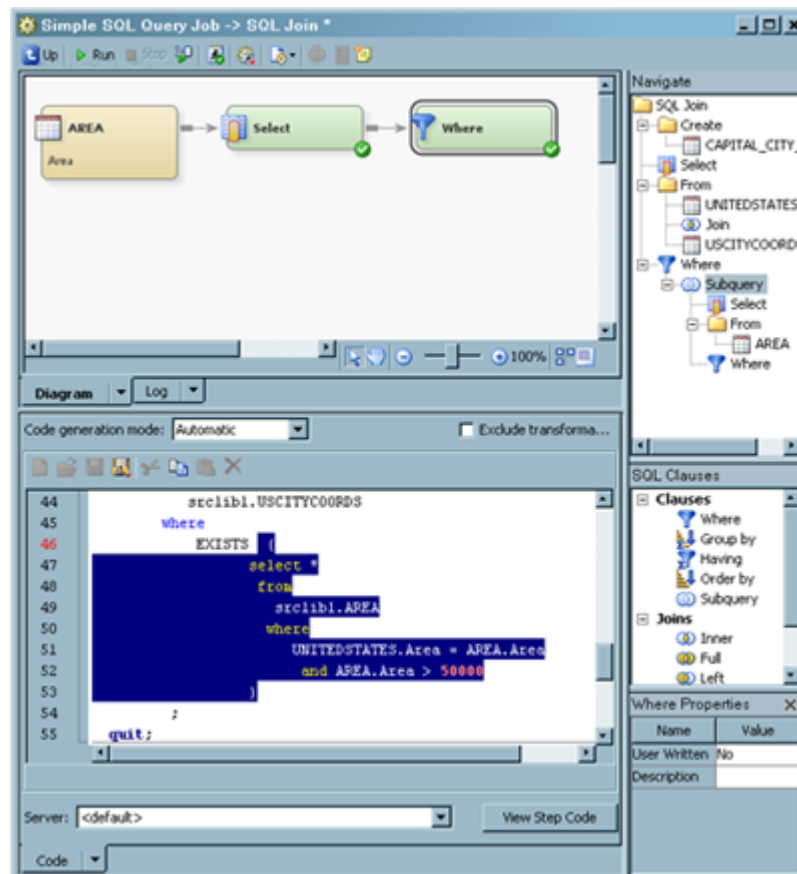 Simple SQL Query Job -> SQL Join *
Up Run Stop
AREA
Area
Select
Where
100%
Diagram Log
Code generation mode: Automatic Exclude transforma...
44 srclib1.USCITYCOORDS
45 where
46 EXISTS (
47 select *
48 from
49 srclib1.AREA
50 where
51 UNITEDSTATES.Area = AREA.Area
52 and AREA.Area > 50000
53 )
54 ;
55 quit;
Server: <default> View Step Code
Code
Navigate
SQL Join
Create
CAPITAL_CITY_
Select
From
UNITEDSTATES
Join
USCITYCOORD
Where
Subquery
Select
From
AREA
Where
SQL Clauses
Clauses
Where
Group by
Having
Order by
Subquery
Joins
Inner
Full
Left
Where Properties X
Name Value
User Written No
Description